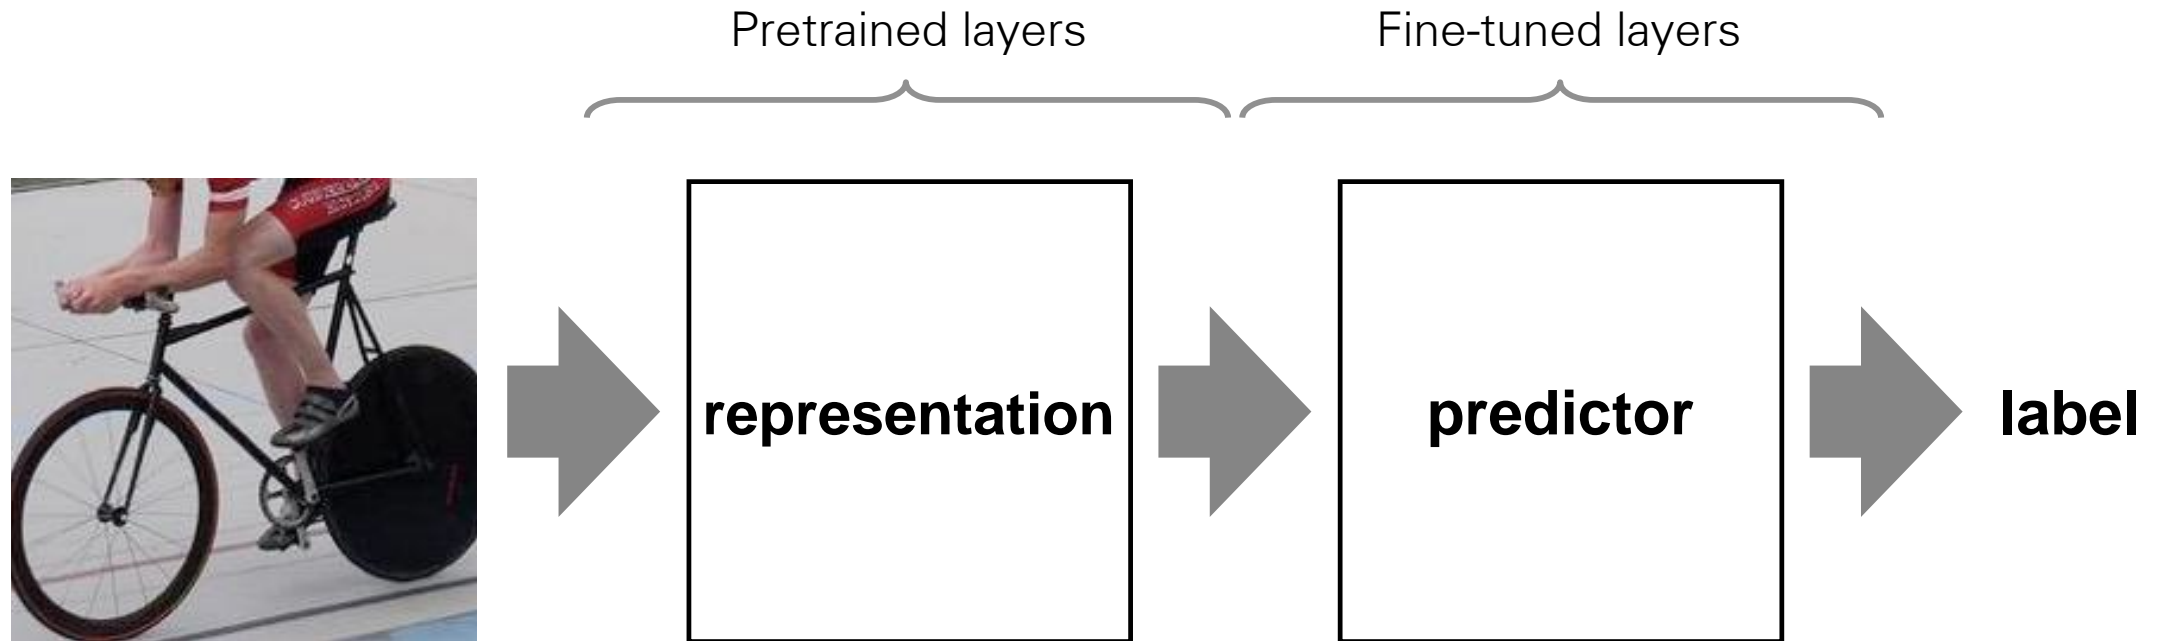 Pretrained layers
Fine-tuned layers
representation
predictor
label